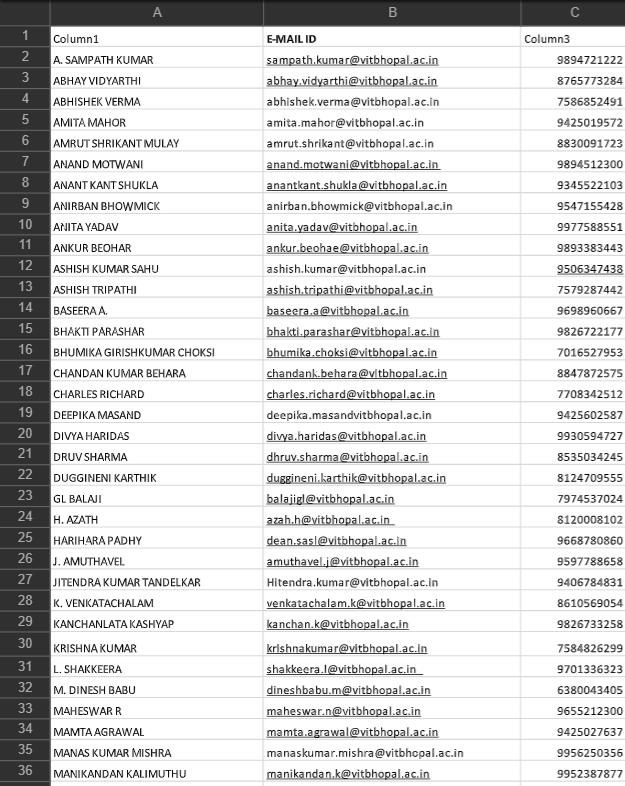 A B C
1 Column1 E-MAIL ID Column3
2 A. SAMPATH KUMAR sampath.kumar@vitbhopal.ac.in 9894721222
3 ABHAY VIDYARTHI abhay.vidyarthi@vitbhopal.ac.in 8765773284
4 ABHISHEK VERMA abhishek.verma@vitbhopal.ac.in 7586852491
5 AMITA MAHOR amita.mahor@vitbhopal.ac.in 9425019572
6 AMRUT SHRIKANT MULAY amrut.shrikant@vitbhopal.ac.in 8830091723
7 ANAND MOTWANI anand.motwani@vitbhopal.ac.in 9894512300
8 ANANT KANT SHUKLA anantkant.shukla@vitbhopal.ac.in 9345522103
9 ANIRBAN BHOWMICK anirban.bhowmick@vitbhopal.ac.in 9547155428
10 ANITA YADAV anita.yadav@vitbhopal.ac.in 9977588551
11 ANKUR BEOHAR ankur.beohae@vitbhopal.ac.in 9893383443
12 ASHISH KUMAR SAHU ashish.kumar@vitbhopal.ac.in 9506347438
13 ASHISH TRIPATHI ashish.tripathi@vitbhopal.ac.in 7579287442
14 BASEERA A. baseera.a@vitbhopal.ac.in 9698960667
15 BHAKTI PARASHAR bhakti.parashar@vitbhopal.ac.in 9826722177
16 BHUMIKA GIRISHKUMAR CHOKSI bhumika.choksi@vitbhopal.ac.in 7016527953
17 CHANDAN KUMAR BEHARA chandank.behara@vitbhopal.ac.in 8847872575
18 CHARLES RICHARD charles.richard@vitbhopal.ac.in 7708342512
19 DEEPIKA MASAND deepika.masandvitbhopal.ac.in 9425602587
20 DIVYA HARIDAS divya.haridas@vitbhopal.ac.in 9930594727
21 DRUV SHARMA dhruv.sharma@vitbhopal.ac.in 8535034245
22 DUGGINENI KARTHIK duggineni.karthik@vitbhopal.ac.in 8124709555
23 GL BALAJI balajigl@vitbhopal.ac.in 7974537024
24 H. AZATH azah.h@vitbhopal.ac.in 8120008102
25 HARIHARA PADHY dean.sasl@vitbhopal.ac.in 9668780860
26 J. AMUTHAVEL amuthavel.j@vitbhopal.ac.in 9597788658
27 JITENDRA KUMAR TANDELKAR Hitendra.kumar@vitbhopal.ac.in 9406784831
28 K. VENKATACHALAM venkatachalam.k@vitbhopal.ac.in 8610569054
29 KANCHANLATA KASHYAP kanchan.k@vitbhopal.ac.in 9826733258
30 KRISHNA KUMAR krishnakumar@vitbhopal.ac.in 7584826299
31 L. SHAKKEERA shakkeera.l@vitbhopal.ac.in 9701336323
32 M. DINESH BABU dineshbabu.m@vitbhopal.ac.in 6380043405
33 MAHESWAR R maheswar.n@vitbhopal.ac.in 9655212300
34 MAMTA AGRAWAL mamta.agrawal@vitbhopal.ac.in 9425027637
35 MANAS KUMAR MISHRA manaskumar.mishra@vitbhopal.ac.in 9956250356
36 MANIKANDAN KALIMUTHU manikandan.k@vitbhopal.ac.in 9952387877